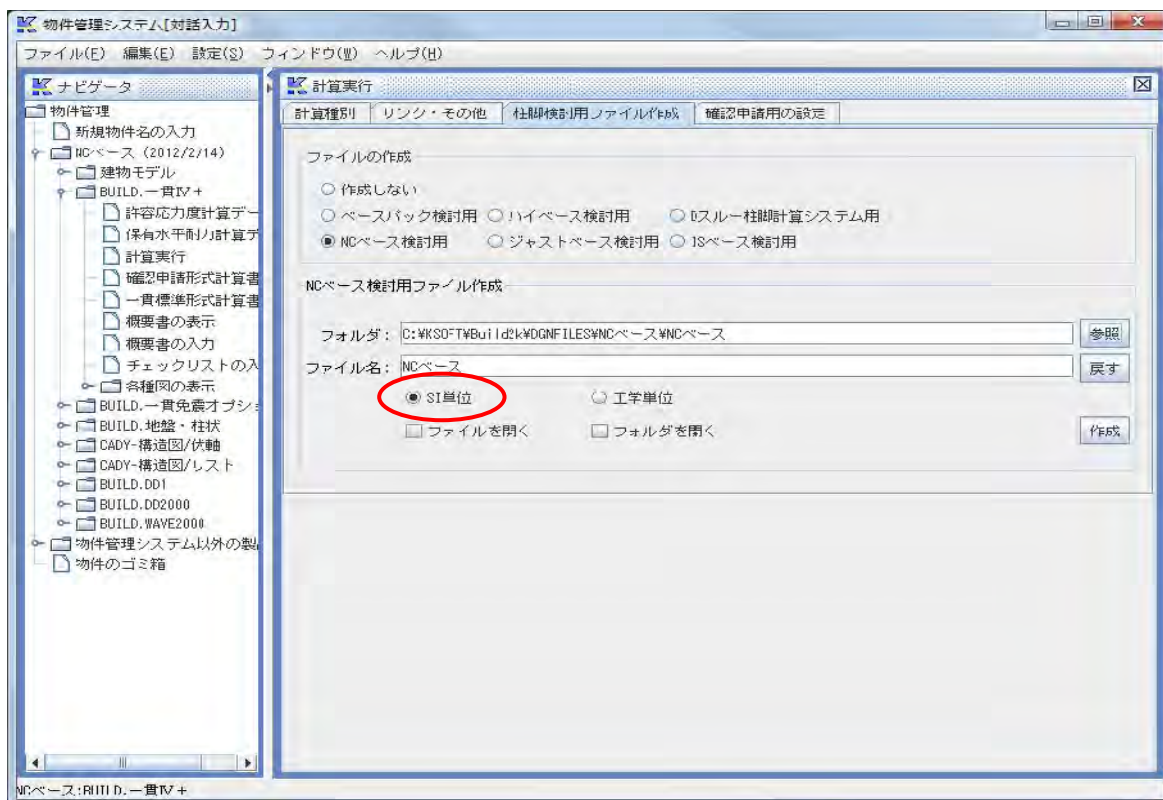 物件管理システム[対話入力]
ファイル(F) 編集(E) 設定(S) ウィンドウ(W) ヘルプ(H)
ナビゲータ
物件管理
新規物件名の入力
NCベース (2012/2/14)
建物モデル
BUILD.一貫Ⅳ+
許容応力度計算デー
保有水平耐力計算デ
計算実行
確認申請形式計算書
一貫標準形式計算書
概要書の表示
概要書の入力
チェックリストの入
各種図の表示
BUILD.一貫免震オプショ
BUILD.地盤・杭状
CADY-構造図/伏軸
CADY-構造図/リスト
BUILD.DD1
BUILD.DD2000
BUILD.WAVE2000
物件管理システム以外の製
物件のゴミ箱
計算実行
計算種別 リンク・その他 柱脚検討用ファイル作成 確認申請用の設定
ファイルの作成
作成しない
ベースパック検討用 ハイベース検討用 Dスルー柱脚計算システム用
NCベース検討用 ジャストベース検討用 ISベース検討用
NCベース検討用ファイル作成
フォルダ: C:¥KSOFT¥Build2k¥DGNFILES¥NCベース¥NCベース 参照
ファイル名: NCベース 戻す
SI単位 工学単位
ファイルを開く フォルダを開く 作成
NCベース:BUILD.一貫Ⅳ+